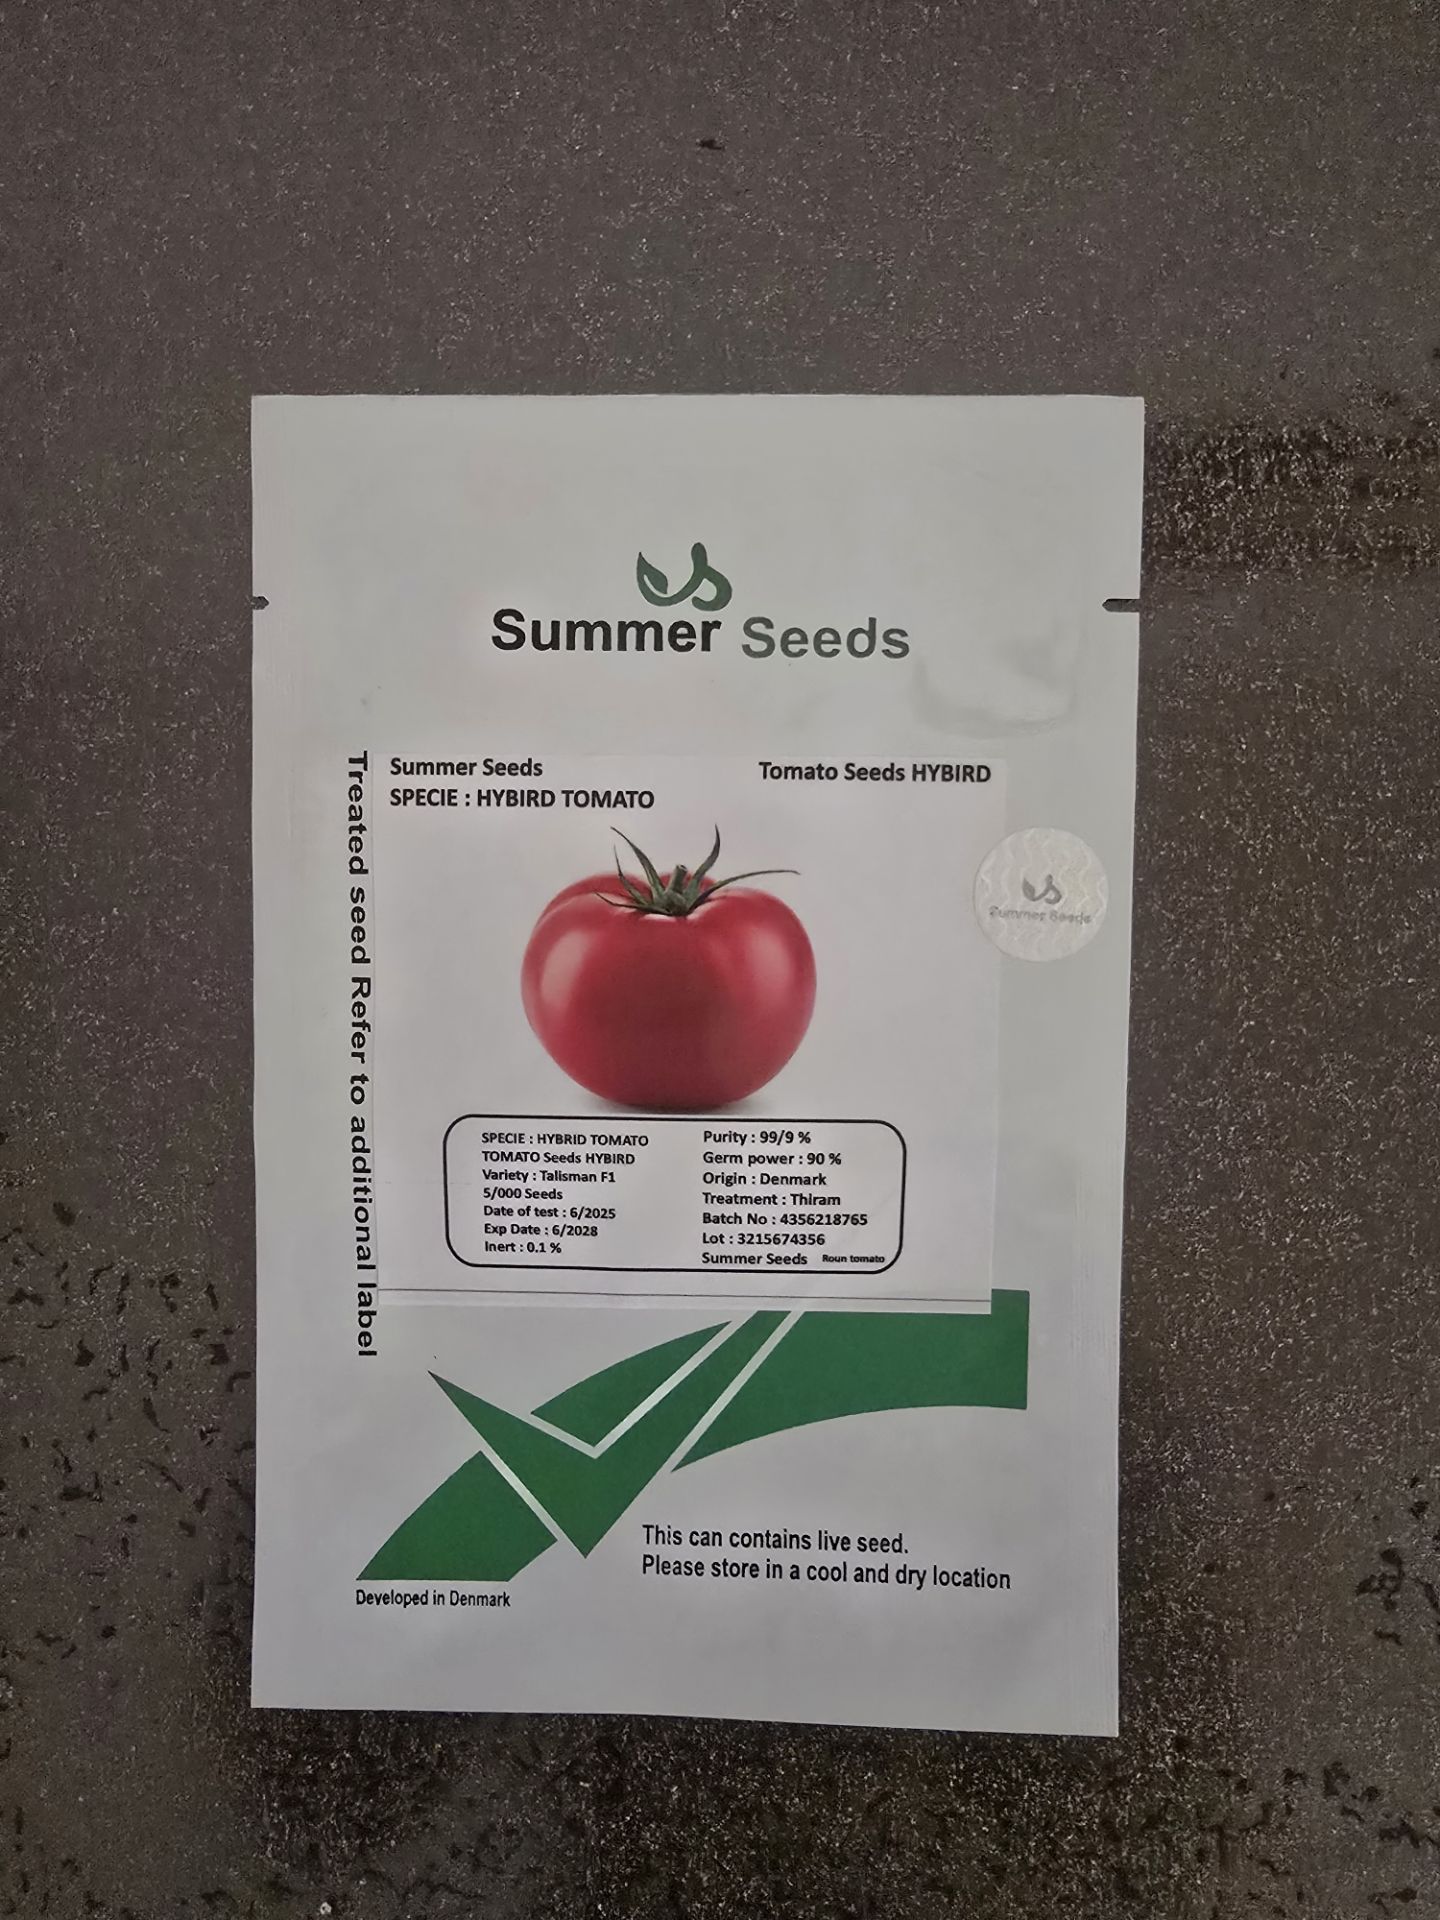 Summer Seeds
Treated seed Refer to additional label
Summer Seeds
Tomato Seeds HYBIRD
SPECIE : HYBIRD TOMATO
Summer Seeds
SPECIE : HYBRID TOMATO
TOMATO Seeds HYBIRD
Variety : Talisman F1
5/000 Seeds
Date of test : 6/2025
Exp Date : 6/2028
Inert : 0.1 %
Purity : 99/9 %
Germ power : 90 %
Origin : Denmark
Treatment : Thiram
Batch No : 4356218765
Lot : 3215674356
Summer Seeds Roun tomato
This can contains live seed.
Please store in a cool and dry location
Developed in Denmark